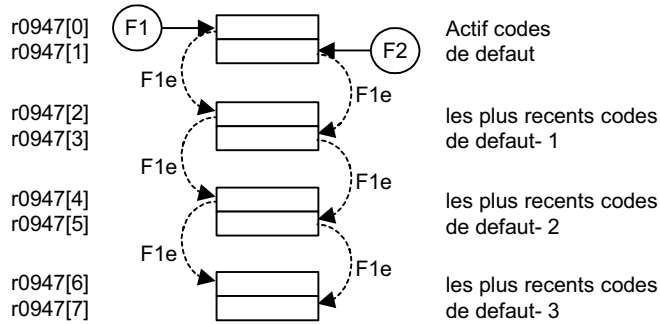 r0947[0] F1 Actif codes
r0947[1] F2 de defaut
F1e F1e
r0947[2] les plus recents codes
r0947[3] de defaut- 1
F1e F1e
r0947[4] les plus recents codes
r0947[5] de defaut- 2
F1e F1e
r0947[6] les plus recents codes
r0947[7] de defaut- 3